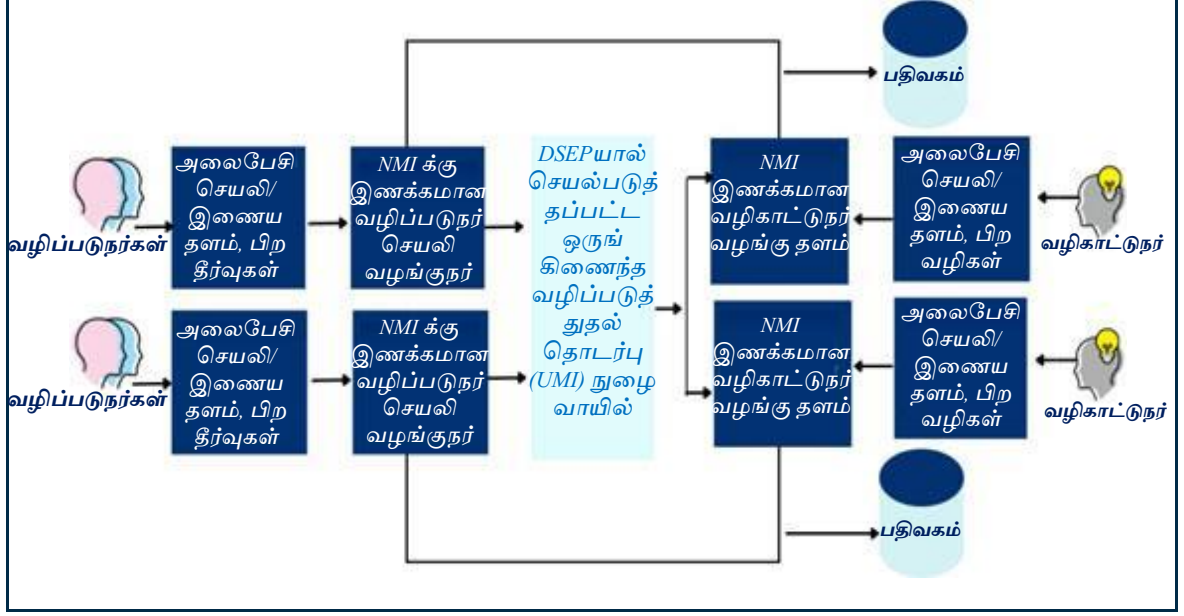 பதிவகம்
வழிப்படுநர்கள்
அலைபேசி
செயலி/
இணைய
தளம், பிற
தீர்வுகள்
NMI க்கு
இணக்கமான
வழிப்படுநர்
செயலி
வழங்குநர்
DSEPயால்
செயல்படுத்
தப்பட்ட
ஒருங்
கிணைந்த
வழிப்படுத்
துதல்
தொடர்பு
(UMI) நுழை
வாயில்
NMI
இணக்கமான
வழிகாட்டுநர்
வழங்கு தளம்
அலைபேசி
செயலி/
இணைய
தளம், பிற
வழிகள்
வழிகாட்டுநர்
வழிப்படுநர்கள்
அலைபேசி
செயலி/
இணைய
தளம், பிற
தீர்வுகள்
NMI க்கு
இணக்கமான
வழிப்படுநர்
செயலி
வழங்குநர்
NMI
இணக்கமான
வழிகாட்டுநர்
வழங்கு தளம்
அலைபேசி
செயலி/
இணைய
தளம், பிற
வழிகள்
வழிகாட்டுநர்
பதிவகம்